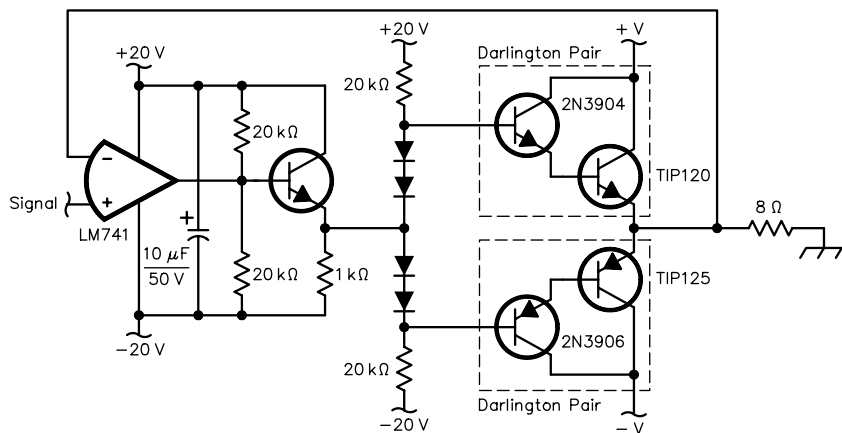 +20 V
+20 V
+ V
Darlington Pair
20 kΩ
2N3904
20 kΩ
−
TIP120
Signal
+
8 Ω
LM741
+
10 μF
50 V
20 kΩ
1 kΩ
TIP125
2N3906
−20 V
20 kΩ
Darlington Pair
−20 V
− V